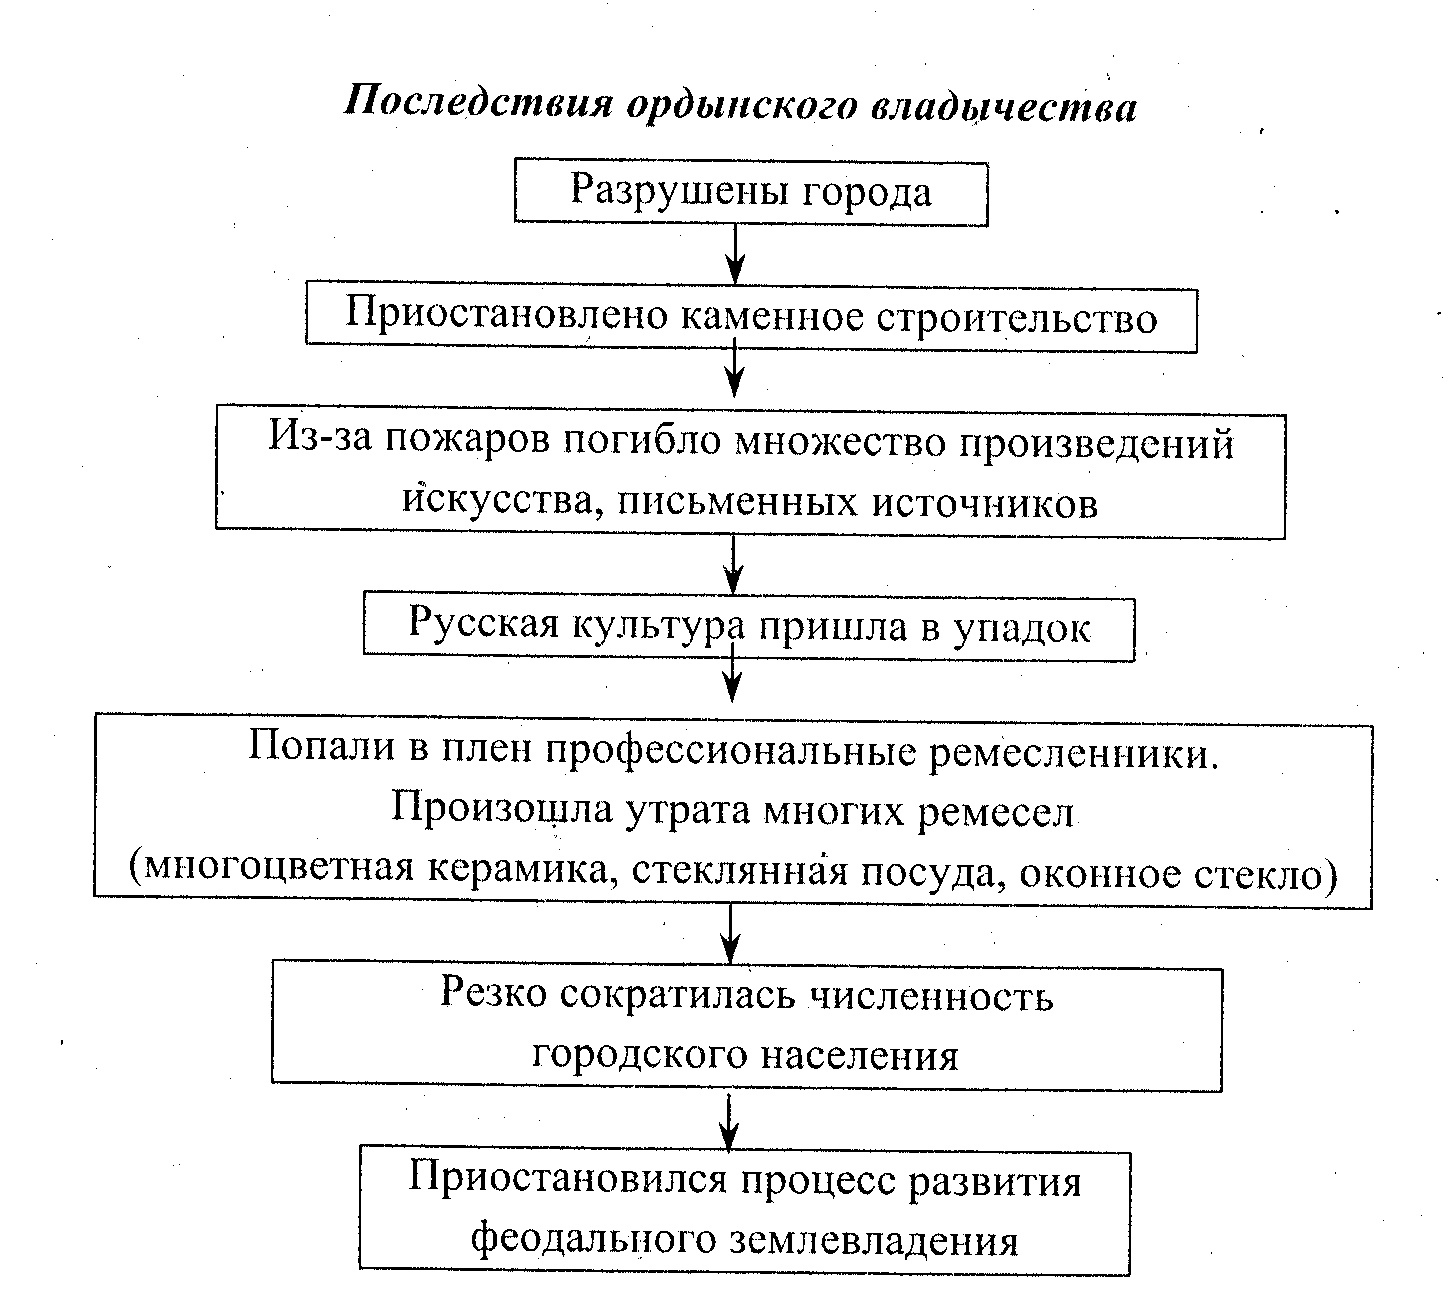 Последствия ордынского владычества
Разрушены города
Приостановлено каменное строительство
Из-за пожаров погибло множество произведений
искусства, письменных источников
Русская культура пришла в упадок
Попали в плен профессиональные ремесленники.
Произошла утрата многих ремесел
(многоцветная керамика, стеклянная посуда, оконное стекло)
Резко сократилась численность
городского населения
Приостановился процесс развития
феодального землевладения